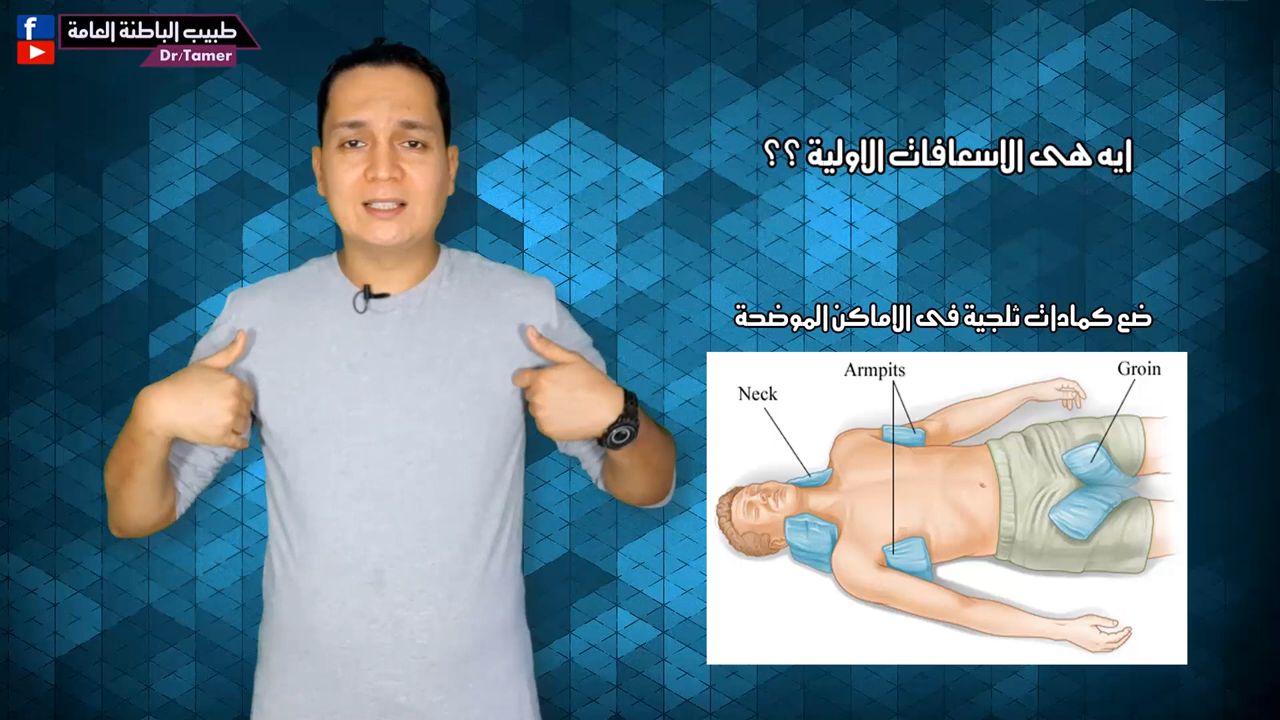 f
طبيب الباطنة العامة
Dr/Tamer
ايه هى الاسعافات الاولية ؟؟
ضع كمادات ثلجية فى الاماكن الموضحة
Neck
Armpits
Groin